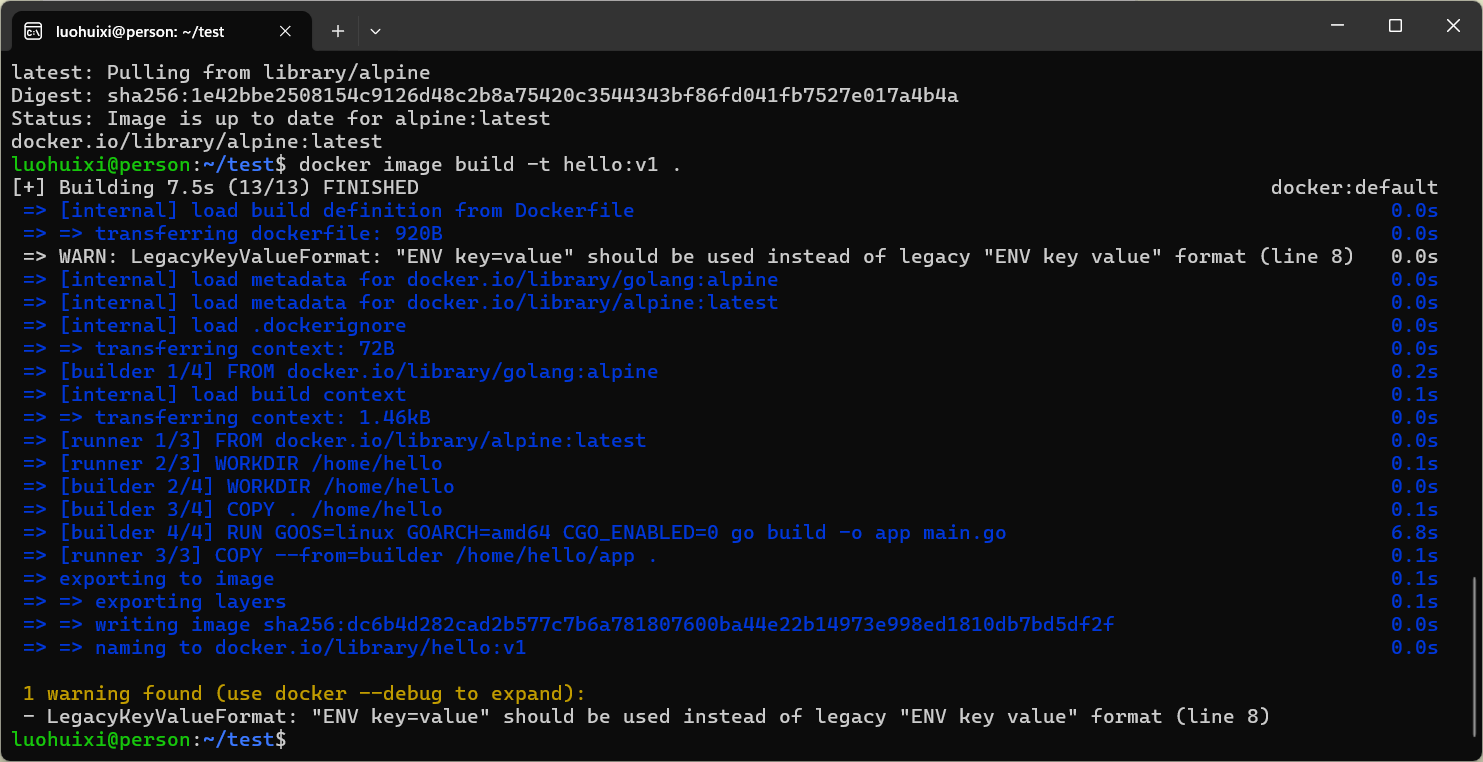 luohuixi@person: ~/test
latest: Pulling from library/alpine
Digest: sha256:1e42bbe2508154c9126d48c2b8a75420c3544343bf86fd041fb7527e017a4b4a
Status: Image is up to date for alpine:latest
docker.io/library/alpine:latest
luohuixi@person:~/test$ docker image build -t hello:v1 .
[+] Building 7.5s (13/13) FINISHED docker:default
=> [internal] load build definition from Dockerfile 0.0s
=> => transferring dockerfile: 920B 0.0s
=> WARN: LegacyKeyValueFormat: "ENV key=value" should be used instead of legacy "ENV key value" format (line 8) 0.0s
=> [internal] load metadata for docker.io/library/golang:alpine 0.0s
=> [internal] load metadata for docker.io/library/alpine:latest 0.0s
=> [internal] load .dockerignore 0.0s
=> => transferring context: 72B 0.0s
=> [builder 1/4] FROM docker.io/library/golang:alpine 0.2s
=> [internal] load build context 0.1s
=> => transferring context: 1.46kB 0.0s
=> [runner 1/3] FROM docker.io/library/alpine:latest 0.0s
=> [runner 2/3] WORKDIR /home/hello 0.1s
=> [builder 2/4] WORKDIR /home/hello 0.0s
=> [builder 3/4] COPY . /home/hello 0.1s
=> [builder 4/4] RUN GOOS=linux GOARCH=amd64 CGO_ENABLED=0 go build -o app main.go 6.8s
=> [runner 3/3] COPY --from=builder /home/hello/app . 0.1s
=> exporting to image 0.1s
=> => exporting layers 0.1s
=> => writing image sha256:dc6b4d282cad2b577c7b6a781807600ba44e22b14973e998ed1810db7bd5df2f 0.0s
=> => naming to docker.io/library/hello:v1 0.0s
1 warning found (use docker --debug to expand):
- LegacyKeyValueFormat: "ENV key=value" should be used instead of legacy "ENV key value" format (line 8)
luohuixi@person:~/test$